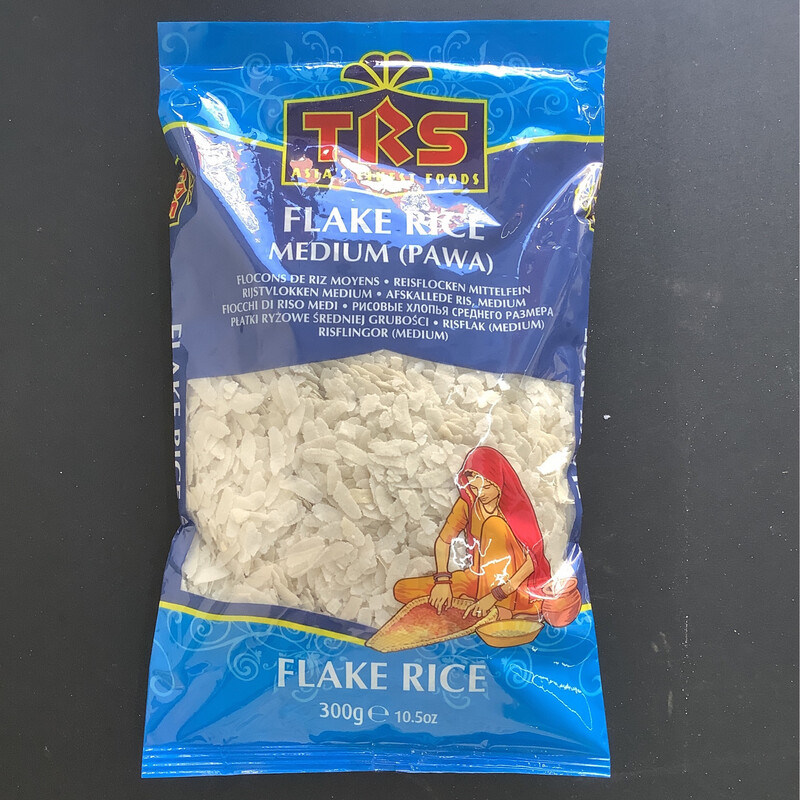 TRS
ASIA'S FINEST FOODS
FLAKE RICE
MEDIUM (PAWA)
FLOCONS DE RIZ MOYENS • REISFLOCKEN MITTELFEIN
RIJSTVLOKKEN MEDIUM • AFSKALLEDE RIS, MEDIUM
FIOCCHI DI RISO MEDI • РИСОВЫЕ ХЛОПЬЯ СРЕДНЕГО РАЗМЕРА
PŁATKI RYŻOWE ŚREDNIEJ GRUBOŚCI • RISFLAK (MEDIUM)
RISFLINGOR (MEDIUM)
FLAKE RICE
FLAKE RICE
300g ℮ 10.5oz